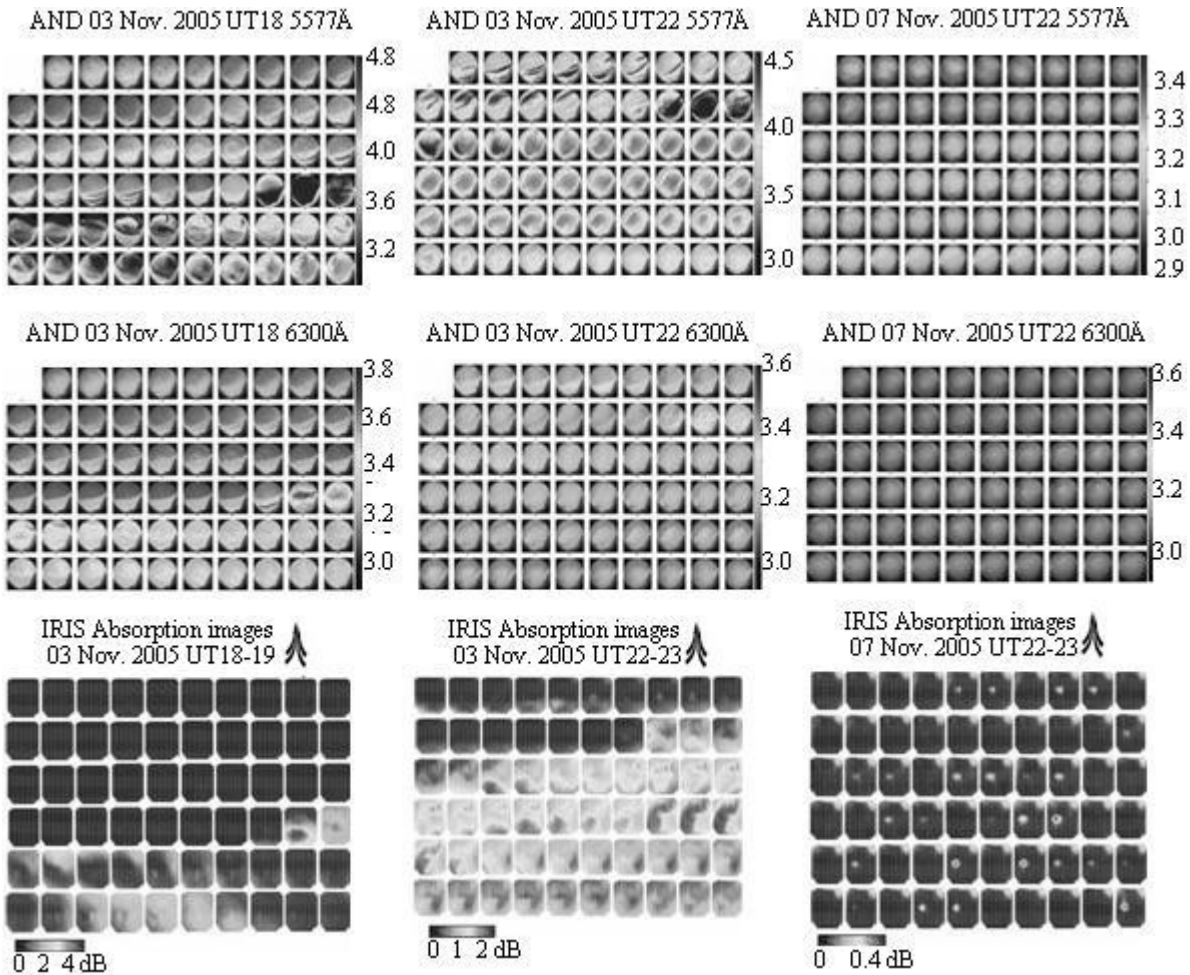 AND 03 Nov. 2005 UT18 5577Å
4.8
4.8
4.0
3.6
3.2
AND 03 Nov. 2005 UT22 5577Å
4.5
4.0
3.5
3.0
AND 07 Nov. 2005 UT22 5577Å
3.4
3.3
3.2
3.1
3.0
2.9
AND 03 Nov. 2005 UT18 6300Å
3.8
3.6
3.4
3.2
3.0
AND 03 Nov. 2005 UT22 6300Å
3.6
3.4
3.2
3.0
AND 07 Nov. 2005 UT22 6300Å
3.6
3.4
3.2
3.0
IRIS Absorption images
03 Nov. 2005 UT18-19
0 2 4 dB
IRIS Absorption images
03 Nov. 2005 UT22-23
0 1 2 dB
IRIS Absorption images
07 Nov. 2005 UT22-23
0 0.4 dB